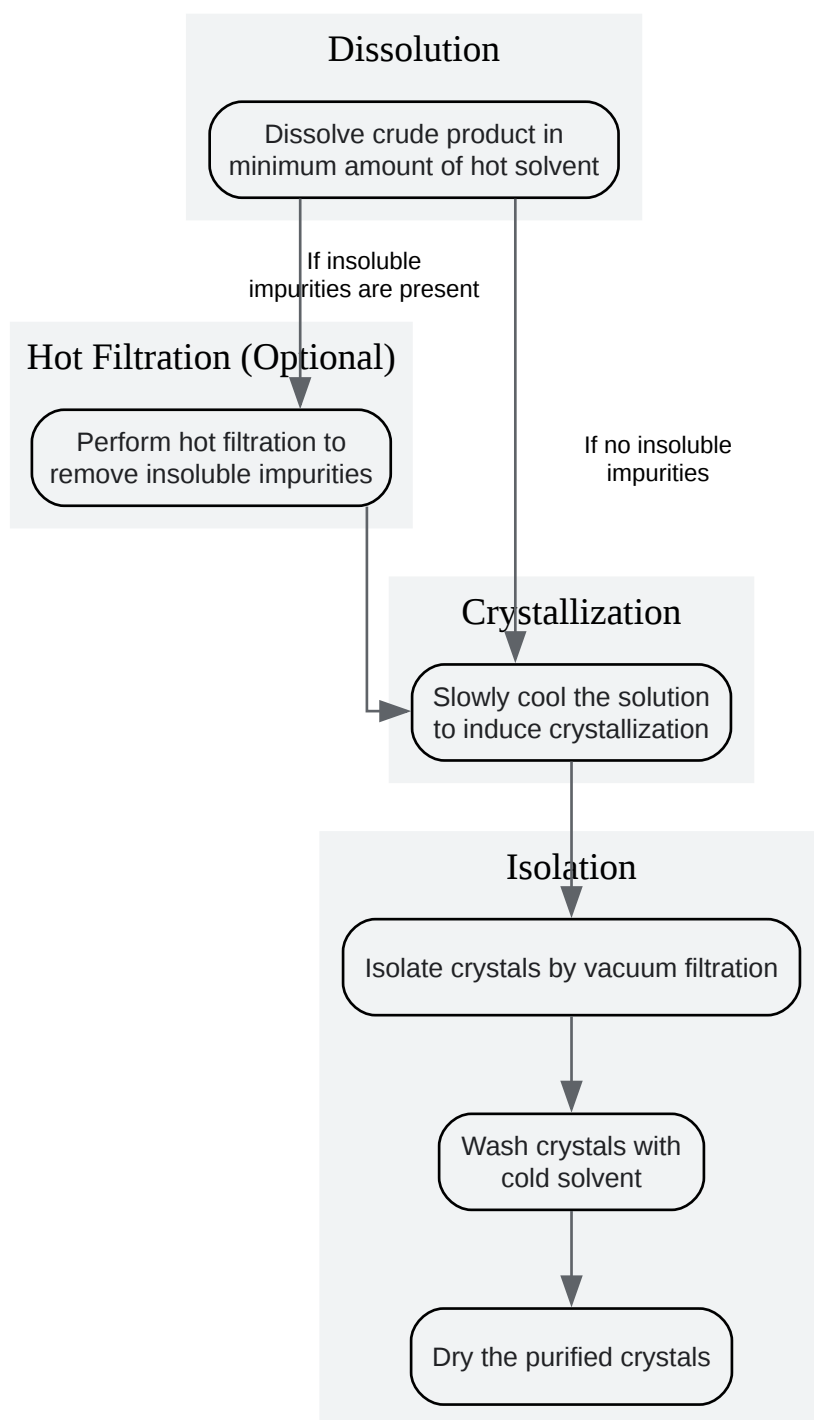 Dissolution
Dissolve crude product in
minimum amount of hot solvent
If insoluble
impurities are present
Hot Filtration (Optional)
Perform hot filtration to
remove insoluble impurities
If no insoluble
impurities
Crystallization
Slowly cool the solution
to induce crystallization
Isolation
Isolate crystals by vacuum filtration
Wash crystals with
cold solvent
Dry the purified crystals